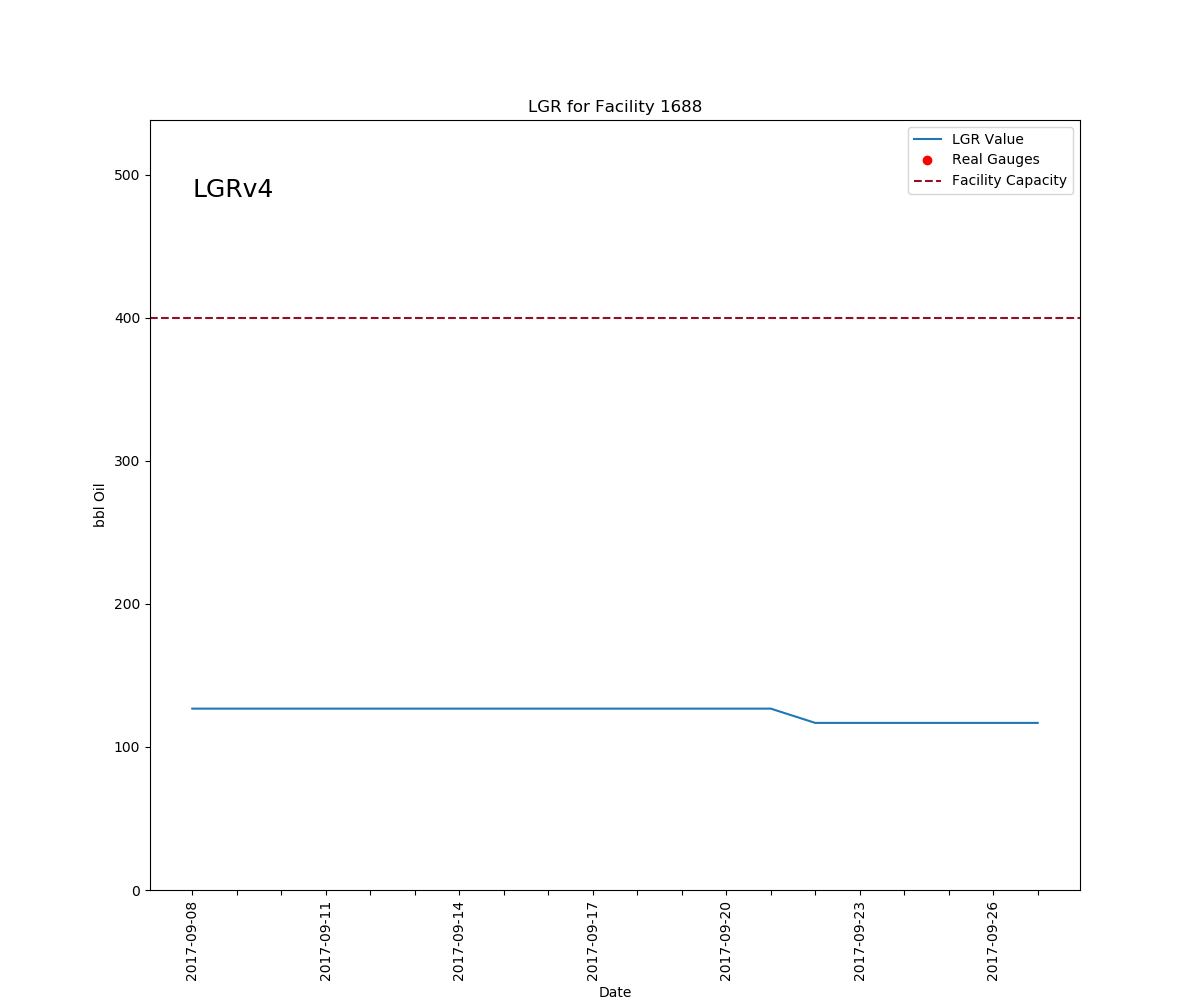 LGR for Facility 1688
LGRv4
LGR Value
Real Gauges
Facility Capacity
500
400
300
200
100
0
bbl Oil
2017-09-08
2017-09-11
2017-09-14
2017-09-17
2017-09-20
2017-09-23
2017-09-26
Date